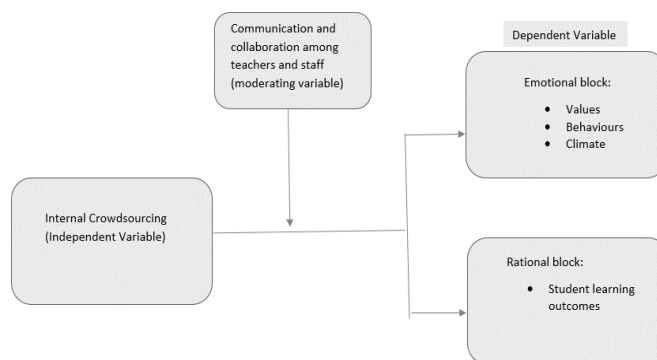 Communication and
collaboration among
teachers and staff
(moderating variable)
Dependent Variable
Emotional block:
• Values
• Behaviours
• Climate
Internal Crowdsourcing
(Independent Variable)
Rational block:
• Student learning
outcomes